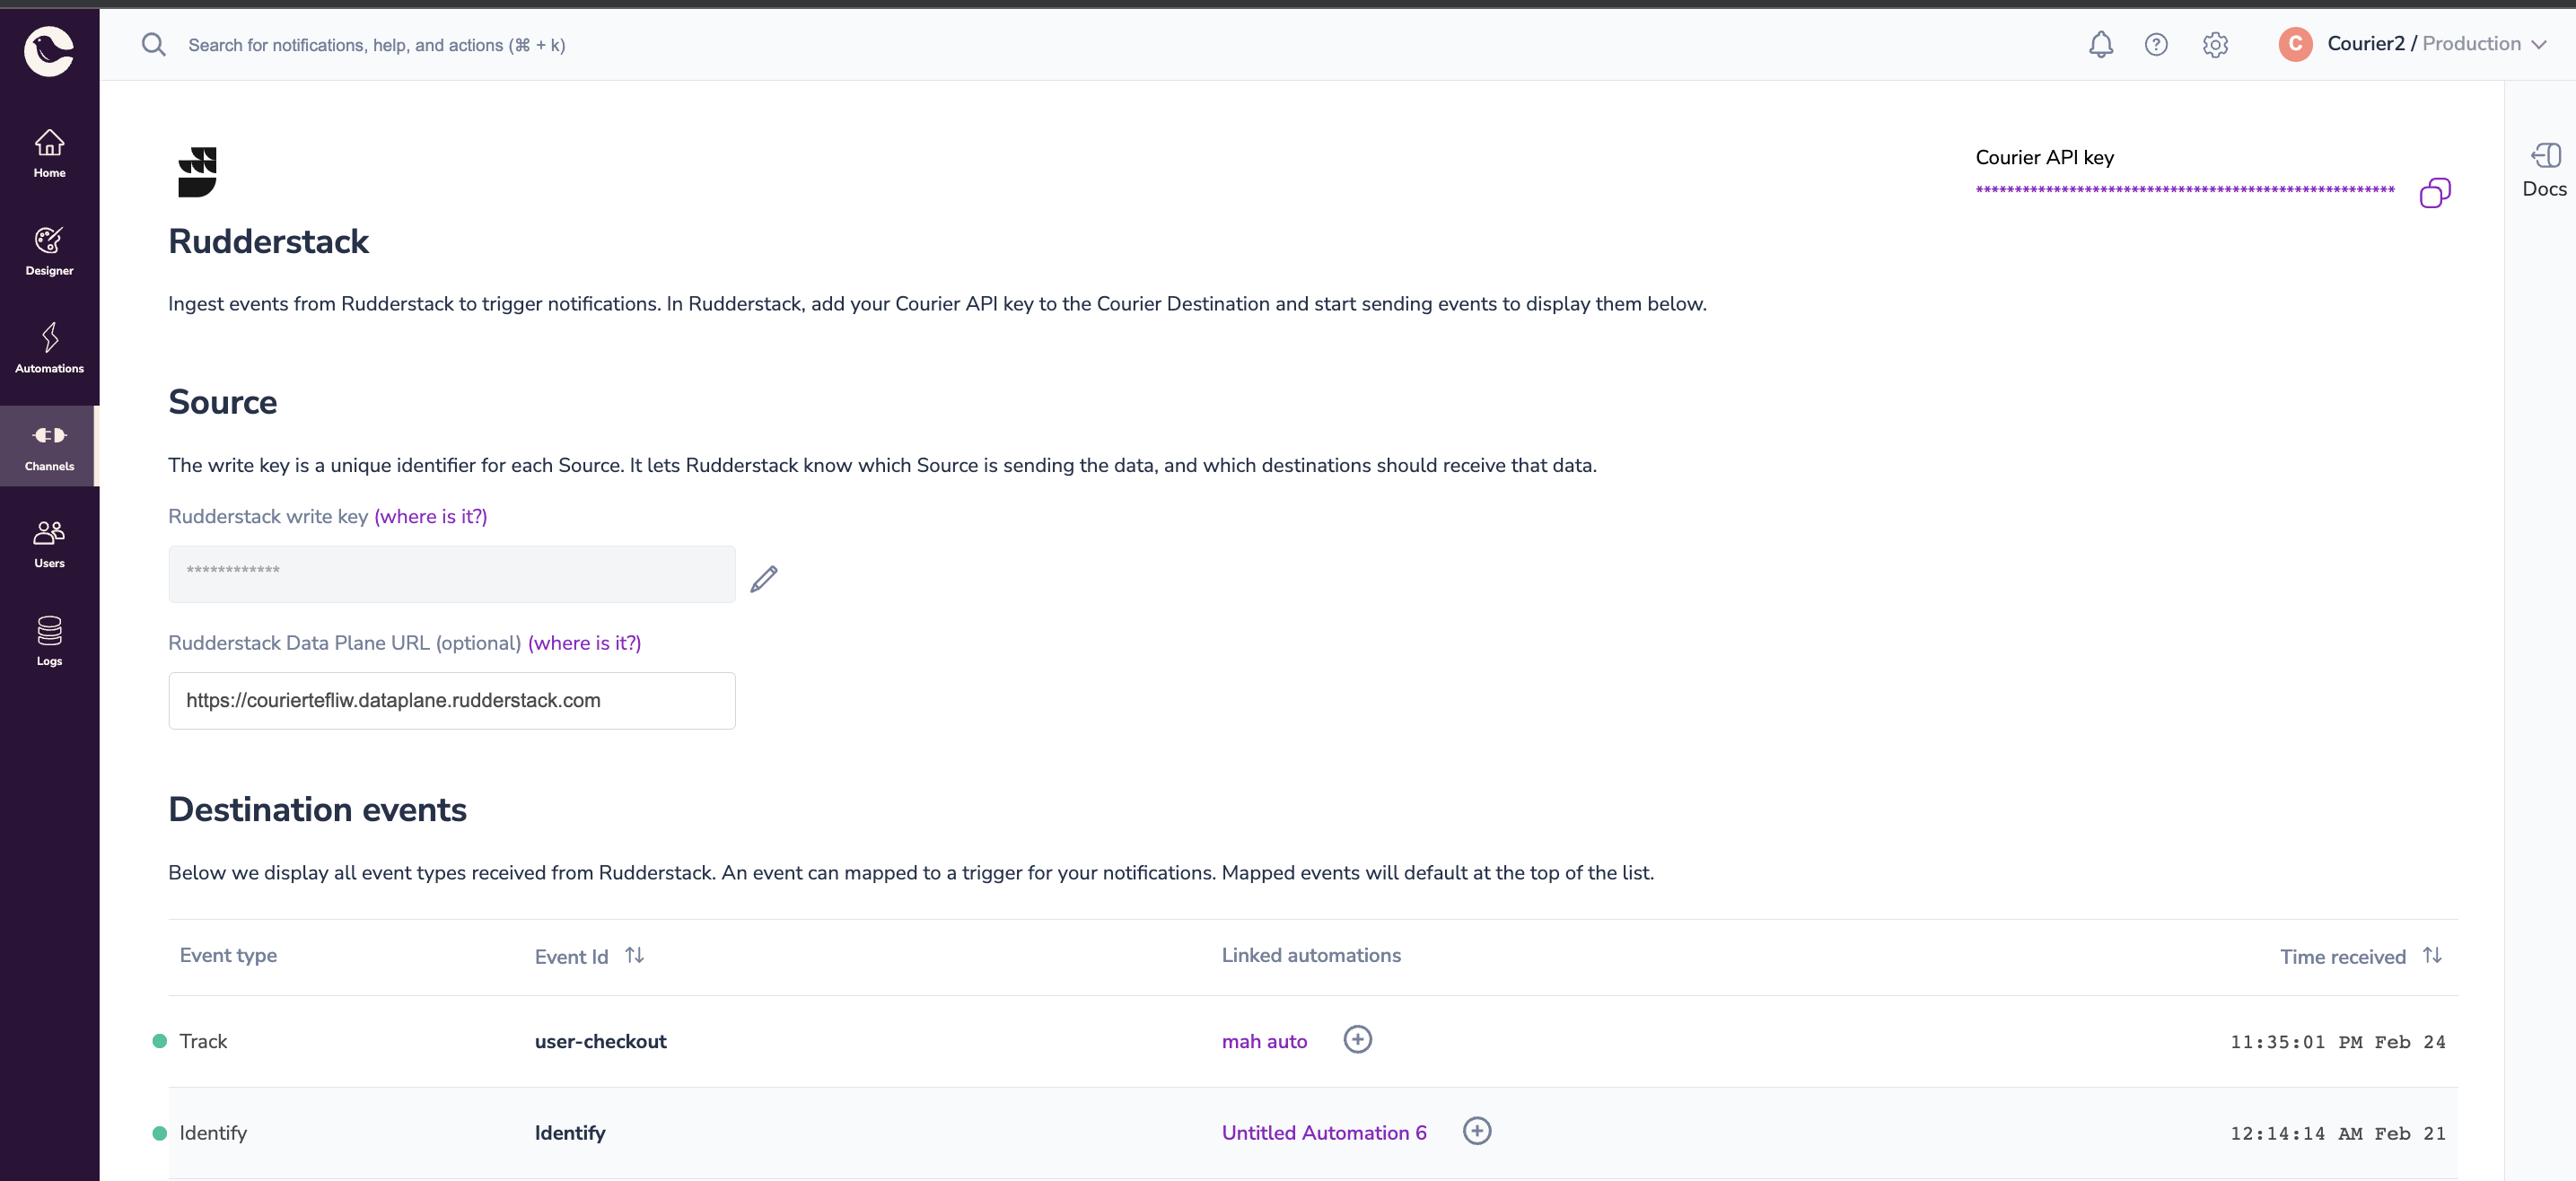 Search for notifications, help, and actions (⌘ + k)
C Courier2 / Production
Home
Designer
Automations
Channels
Users
Logs
Courier API key
******************************************************
Docs
Rudderstack
Ingest events from Rudderstack to trigger notifications. In Rudderstack, add your Courier API key to the Courier Destination and start sending events to display them below.
Source
The write key is a unique identifier for each Source. It lets Rudderstack know which Source is sending the data, and which destinations should receive that data.
Rudderstack write key (where is it?)
************
Rudderstack Data Plane URL (optional) (where is it?)
https://couriertefliw.dataplane.rudderstack.com
Destination events
Below we display all event types received from Rudderstack. An event can mapped to a trigger for your notifications. Mapped events will default at the top of the list.
Event type Event Id Linked automations Time received
Track user-checkout mah auto 11:35:01 PM Feb 24
Identify Identify Untitled Automation 6 12:14:14 AM Feb 21